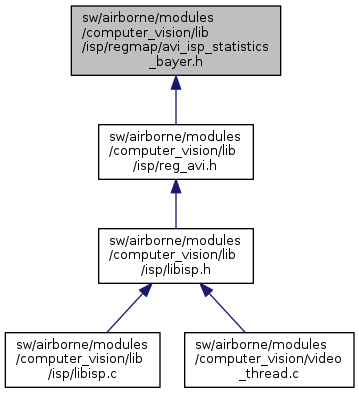 sw/airborne/modules
/computer_vision/lib
/isp/regmap/avi_isp_statistics
_bayer.h
sw/airborne/modules
/computer_vision/lib
/isp/reg_avi.h
sw/airborne/modules
/computer_vision/lib
/isp/libisp.h
sw/airborne/modules
/computer_vision/lib
/isp/libisp.c
sw/airborne/modules
/computer_vision/video
_thread.c